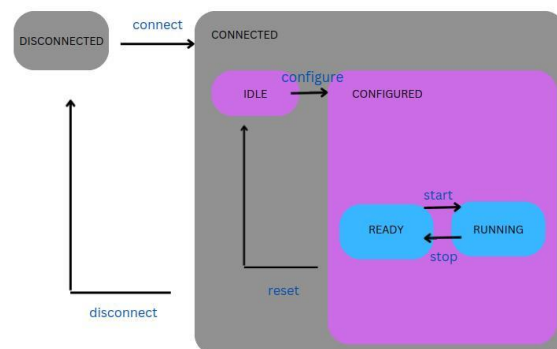 connect
DISCONNECTED
CONNECTED
configure
IDLE
CONFIGURED
start
READY
RUNNING
stop
reset
disconnect